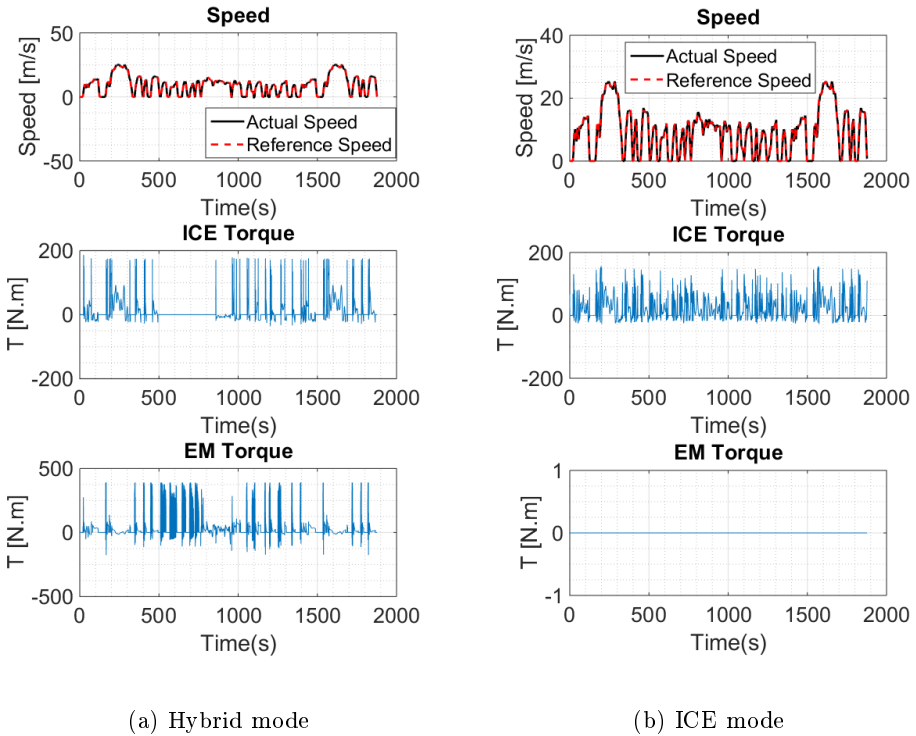 Speed
50
0
-50
Speed [m/s]
Actual Speed
Reference Speed
0 500 1000 1500 2000
Time(s)
ICE Torque
200
0
-200
T [N.m]
0 500 1000 1500 2000
Time(s)
EM Torque
500
0
-500
T [N.m]
0 500 1000 1500 2000
Time(s)
(a) Hybrid mode
Speed
40
20
0
Speed [m/s]
Actual Speed
Reference Speed
0 500 1000 1500 2000
Time(s)
ICE Torque
200
0
-200
T [N.m]
0 500 1000 1500 2000
Time(s)
EM Torque
1
0
-1
T [N.m]
0 500 1000 1500 2000
Time(s)
(b) ICE mode